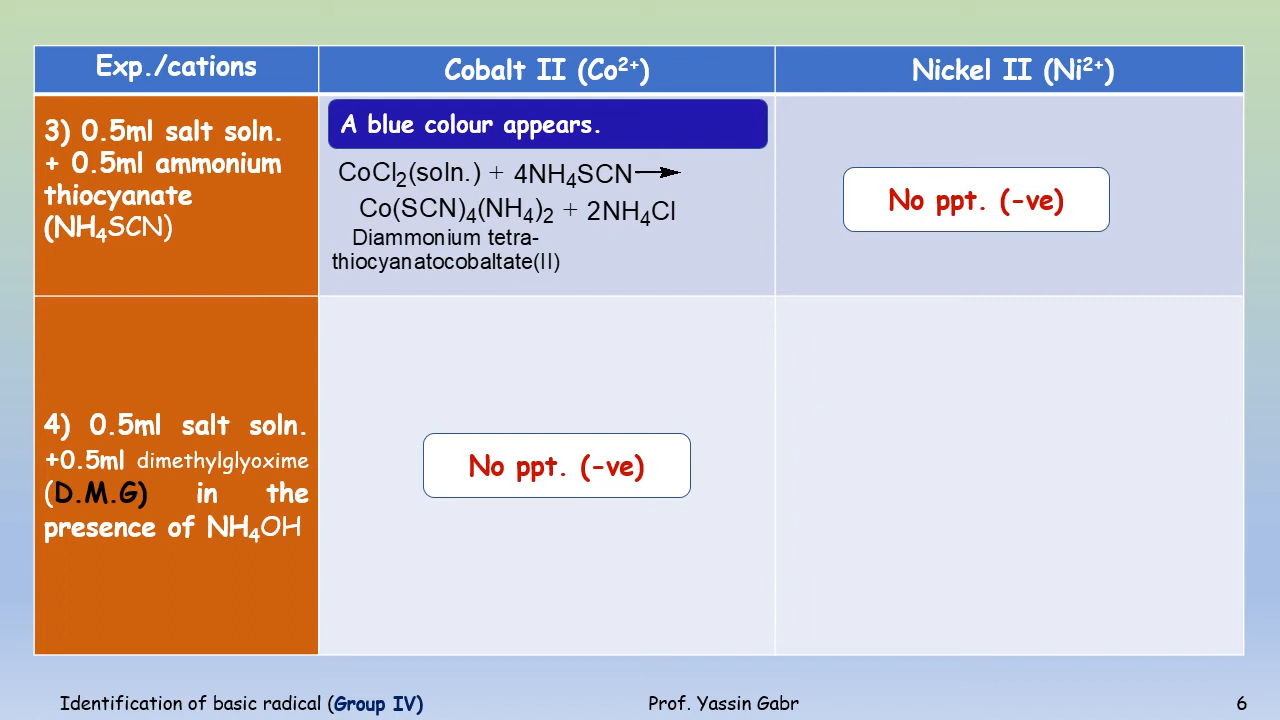 Exp./cations
Cobalt II (Co²⁺)
Nickel II (Ni²⁺)
3) 0.5ml salt soln.
+ 0.5ml ammonium
thiocyanate
(NH₄SCN)
A blue colour appears.
CoCl₂(soln.) + 4NH₄SCN →
Co(SCN)₄(NH₄)₂ + 2NH₄Cl
Diammonium tetra-
thiocyanatocobaltate(II)
No ppt. (-ve)
4) 0.5ml salt soln.
+0.5ml dimethylglyoxime
(D.M.G) in the
presence of NH₄OH
No ppt. (-ve)
Identification of basic radical (Group IV)
Prof. Yassin Gabr
6